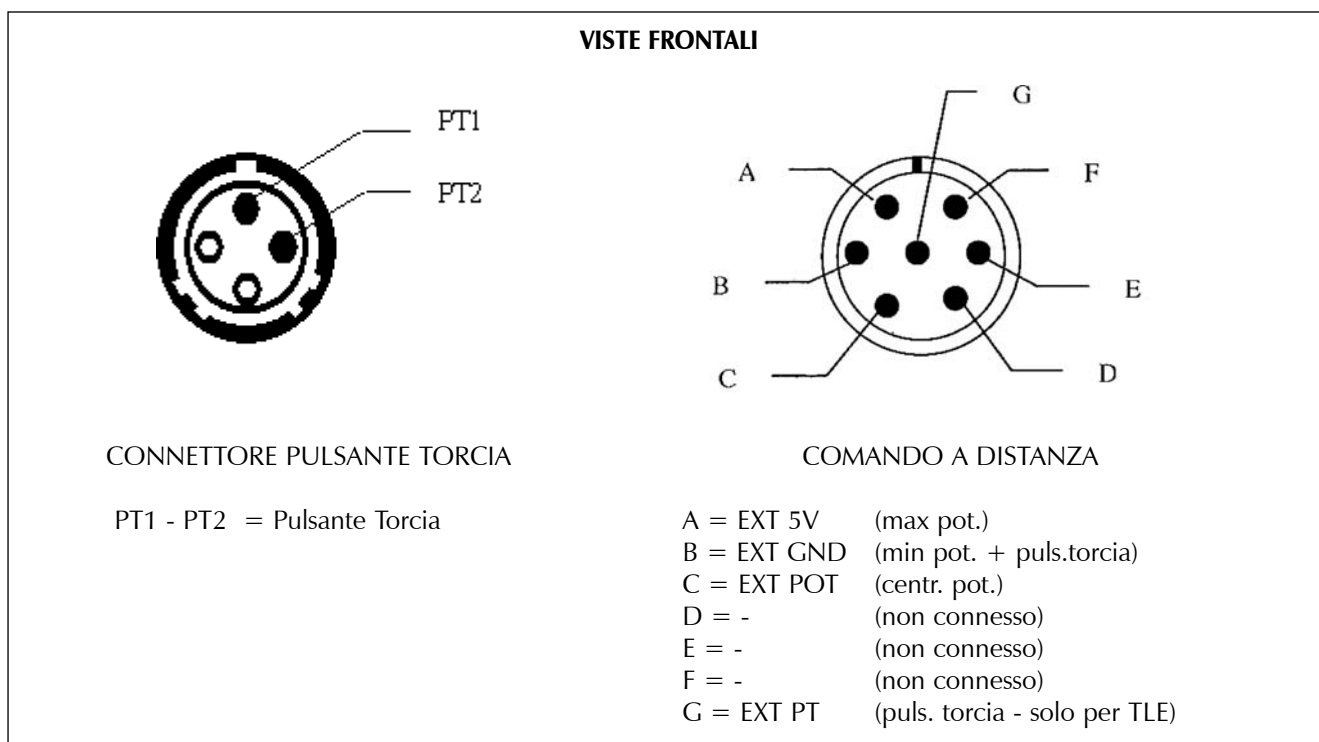 VISTE FRONTALI
PT1
PT2
G
A
F
B
E
C
D
CONNETTORE PULSANTE TORCIA
PT1 - PT2 = Pulsante Torcia
COMANDO A DISTANZA
A = EXT 5V (max pot.)
B = EXT GND (min pot. + puls.torcia)
C = EXT POT (centr. pot.)
D = - (non connesso)
E = - (non connesso)
F = - (non connesso)
G = EXT PT (puls. torcia - solo per TLE)